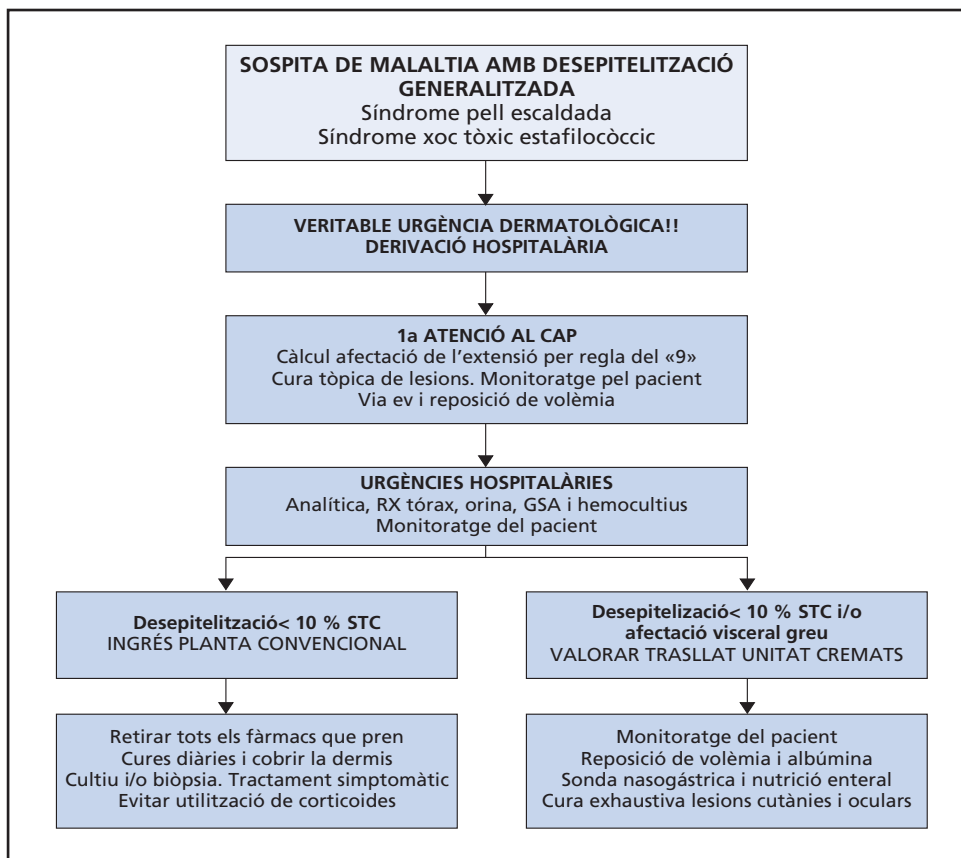 SOSPITA DE MALALTIA AMB DESEPITELITZACIÓ
GENERALITZADA
Síndrome pell escaldada
Síndrome xoc tòxic estafilocòccic
VERITABLE URGÈNCIA DERMATOLÒGICA!!
DERIVACIÓ HOSPITALÀRIA
1a ATENCIÓ AL CAP
Càlcul afectació de l’extensió per regla del «9»
Cura tòpica de lesions. Monitoratge pel pacient
Via ev i reposició de volèmia
URGÈNCIES HOSPITALÀRIES
Analítica, RX tórax, orina, GSA i hemocultius
Monitoratge del pacient
Desepitelització< 10 % STC
INGRÉS PLANTA CONVENCIONAL
Desepitelizació< 10 % STC i/o
afectació visceral greu
VALORAR TRASLLAT UNITAT CREMATS
Retirar tots els fàrmacs que pren
Cures diàries i cobrir la dermis
Cultiu i/o biòpsia. Tractament simptomàtic
Evitar utilització de corticoides
Monitoratge del pacient
Reposició de volèmia i albúmina
Sonda nasogástrica i nutrició enteral
Cura exhaustiva lesions cutànies i oculars